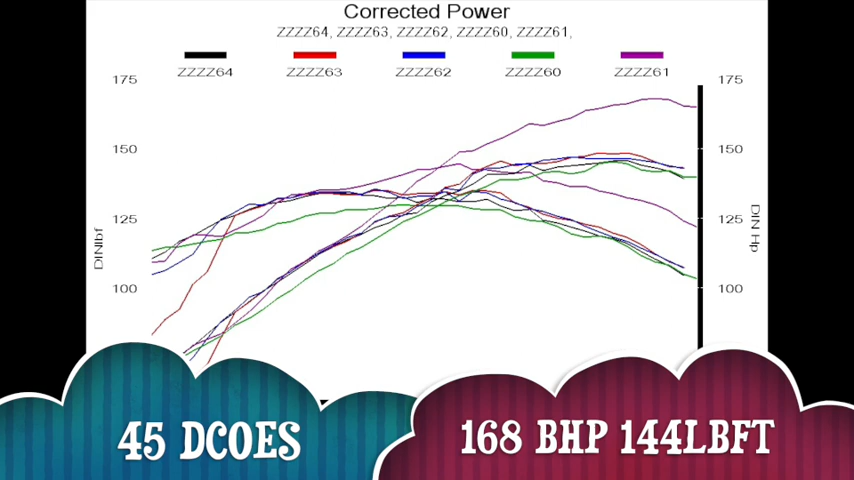 Corrected Power
ZZZZ64, ZZZZ63, ZZZZ62, ZZZZ60, ZZZZ61,
ZZZZ64 ZZZZ63 ZZZZ62 ZZZZ60 ZZZZ61
175 175
150 150
125 125
DINlbf DIN Hp
100 100
45 DCOES
168 BHP 144LBFT